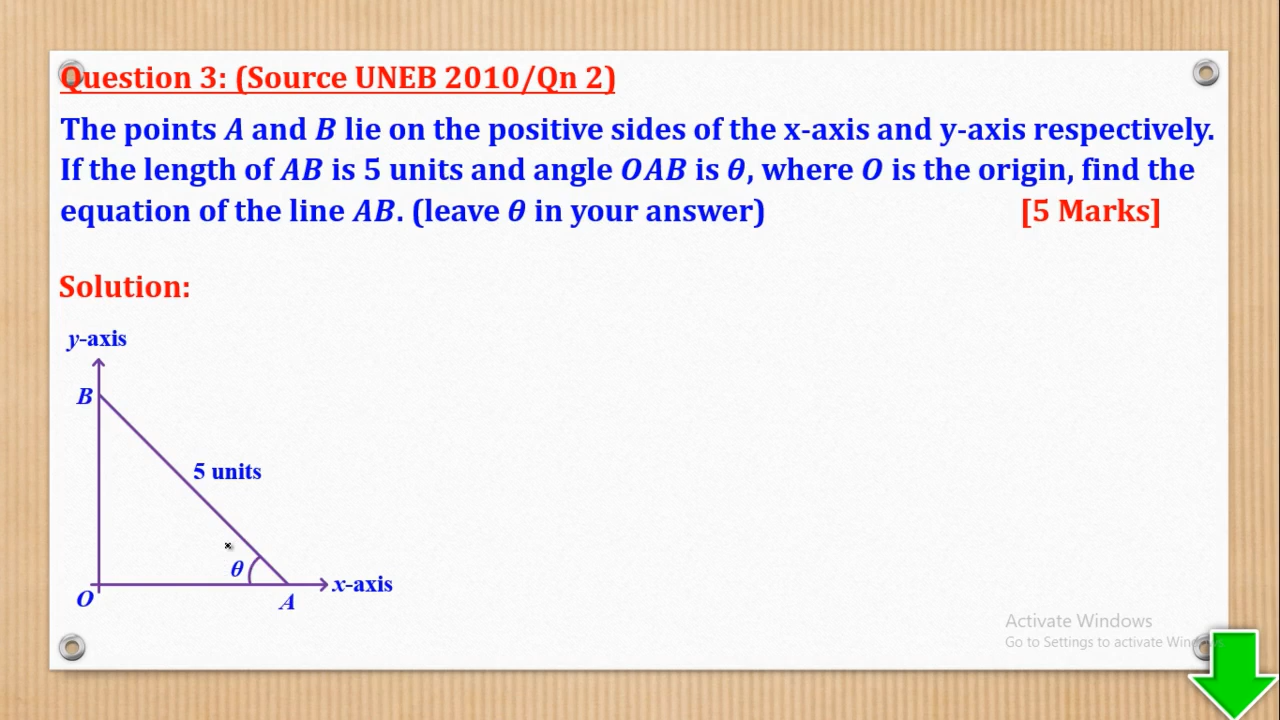 Question 3: (Source UNEB 2010/Qn 2)
The points A and B lie on the positive sides of the x-axis and y-axis respectively.
If the length of AB is 5 units and angle OAB is θ, where O is the origin, find the
equation of the line AB. (leave θ in your answer) [5 Marks]
Solution:
y-axis
B
5 units
θ
x-axis
O
A
Activate Windows
Go to Settings to activate Windows